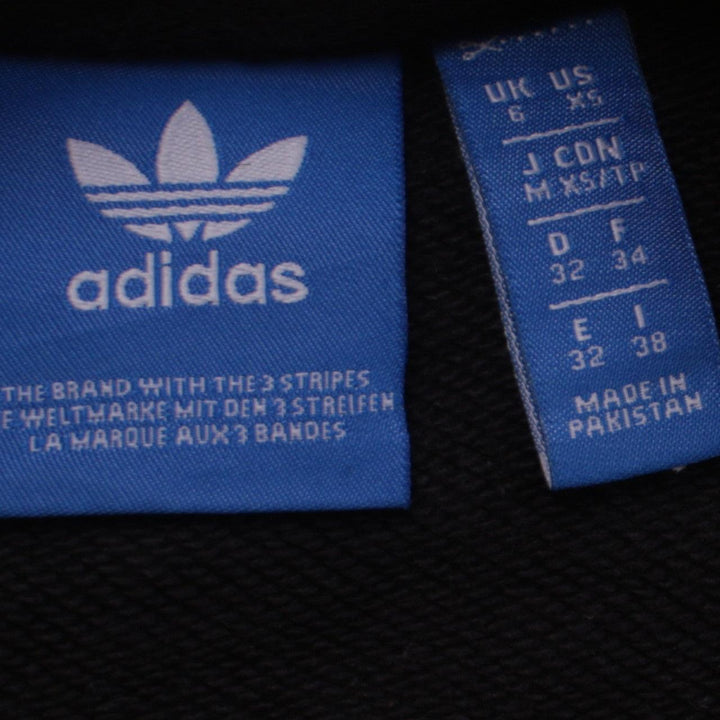 adidas
THE BRAND WITH THE 3 STRIPES
E WELTMARKE MIT DEN 3 STREIFEN
LA MARQUE AUX 3 BANDES
UK US
6 XS
J CDN
M XS/TP
D F
32 34
E I
32 38
MADE IN
PAKISTAN